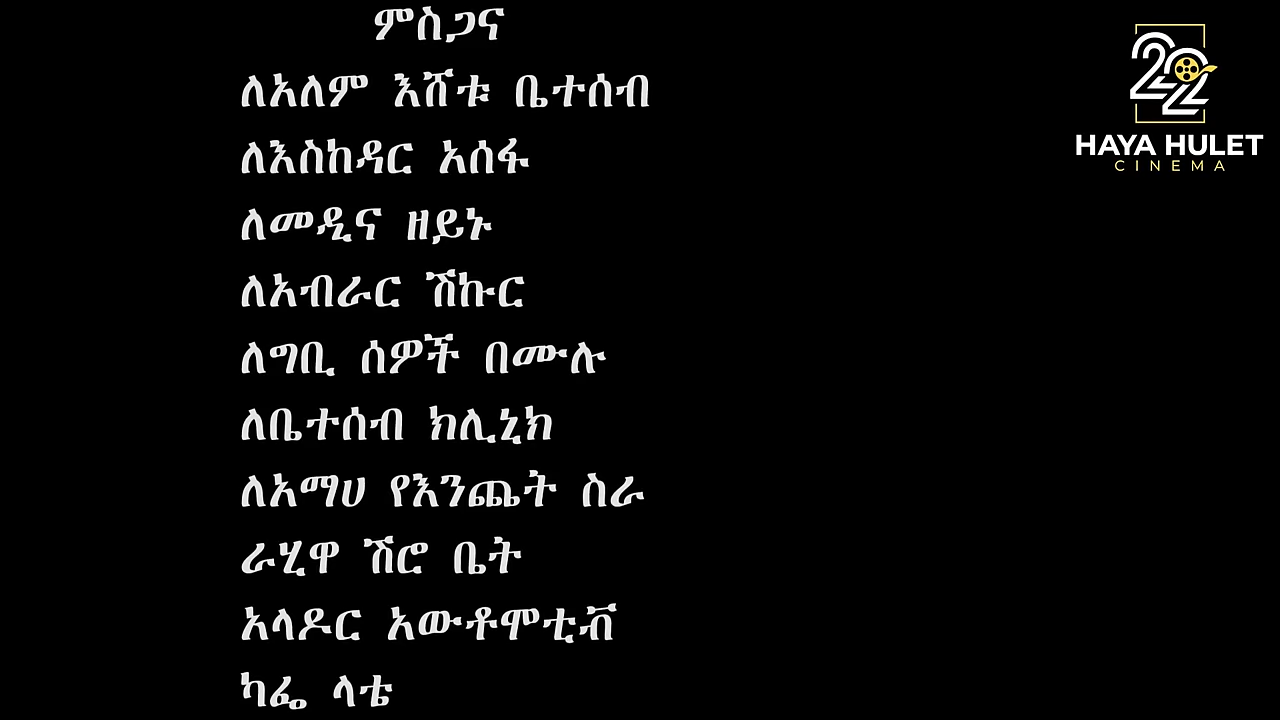 ምስጋና
ለአለም እሸቱ ቤተሰብ
ለእስከዳር አሰፋ
ለመዲና ዘይኑ
ለአብራር ሽኩር
ለግቢ ሰዎች በሙሉ
ለቤተሰብ ክሊኒክ
ለአማሀ የእንጨት ስራ
ራሂዋ ሽሮ ቤት
አላዶር አውቶሞቲቭ
ካፌ ላቴ
22
HAYA HULET
CINEMA